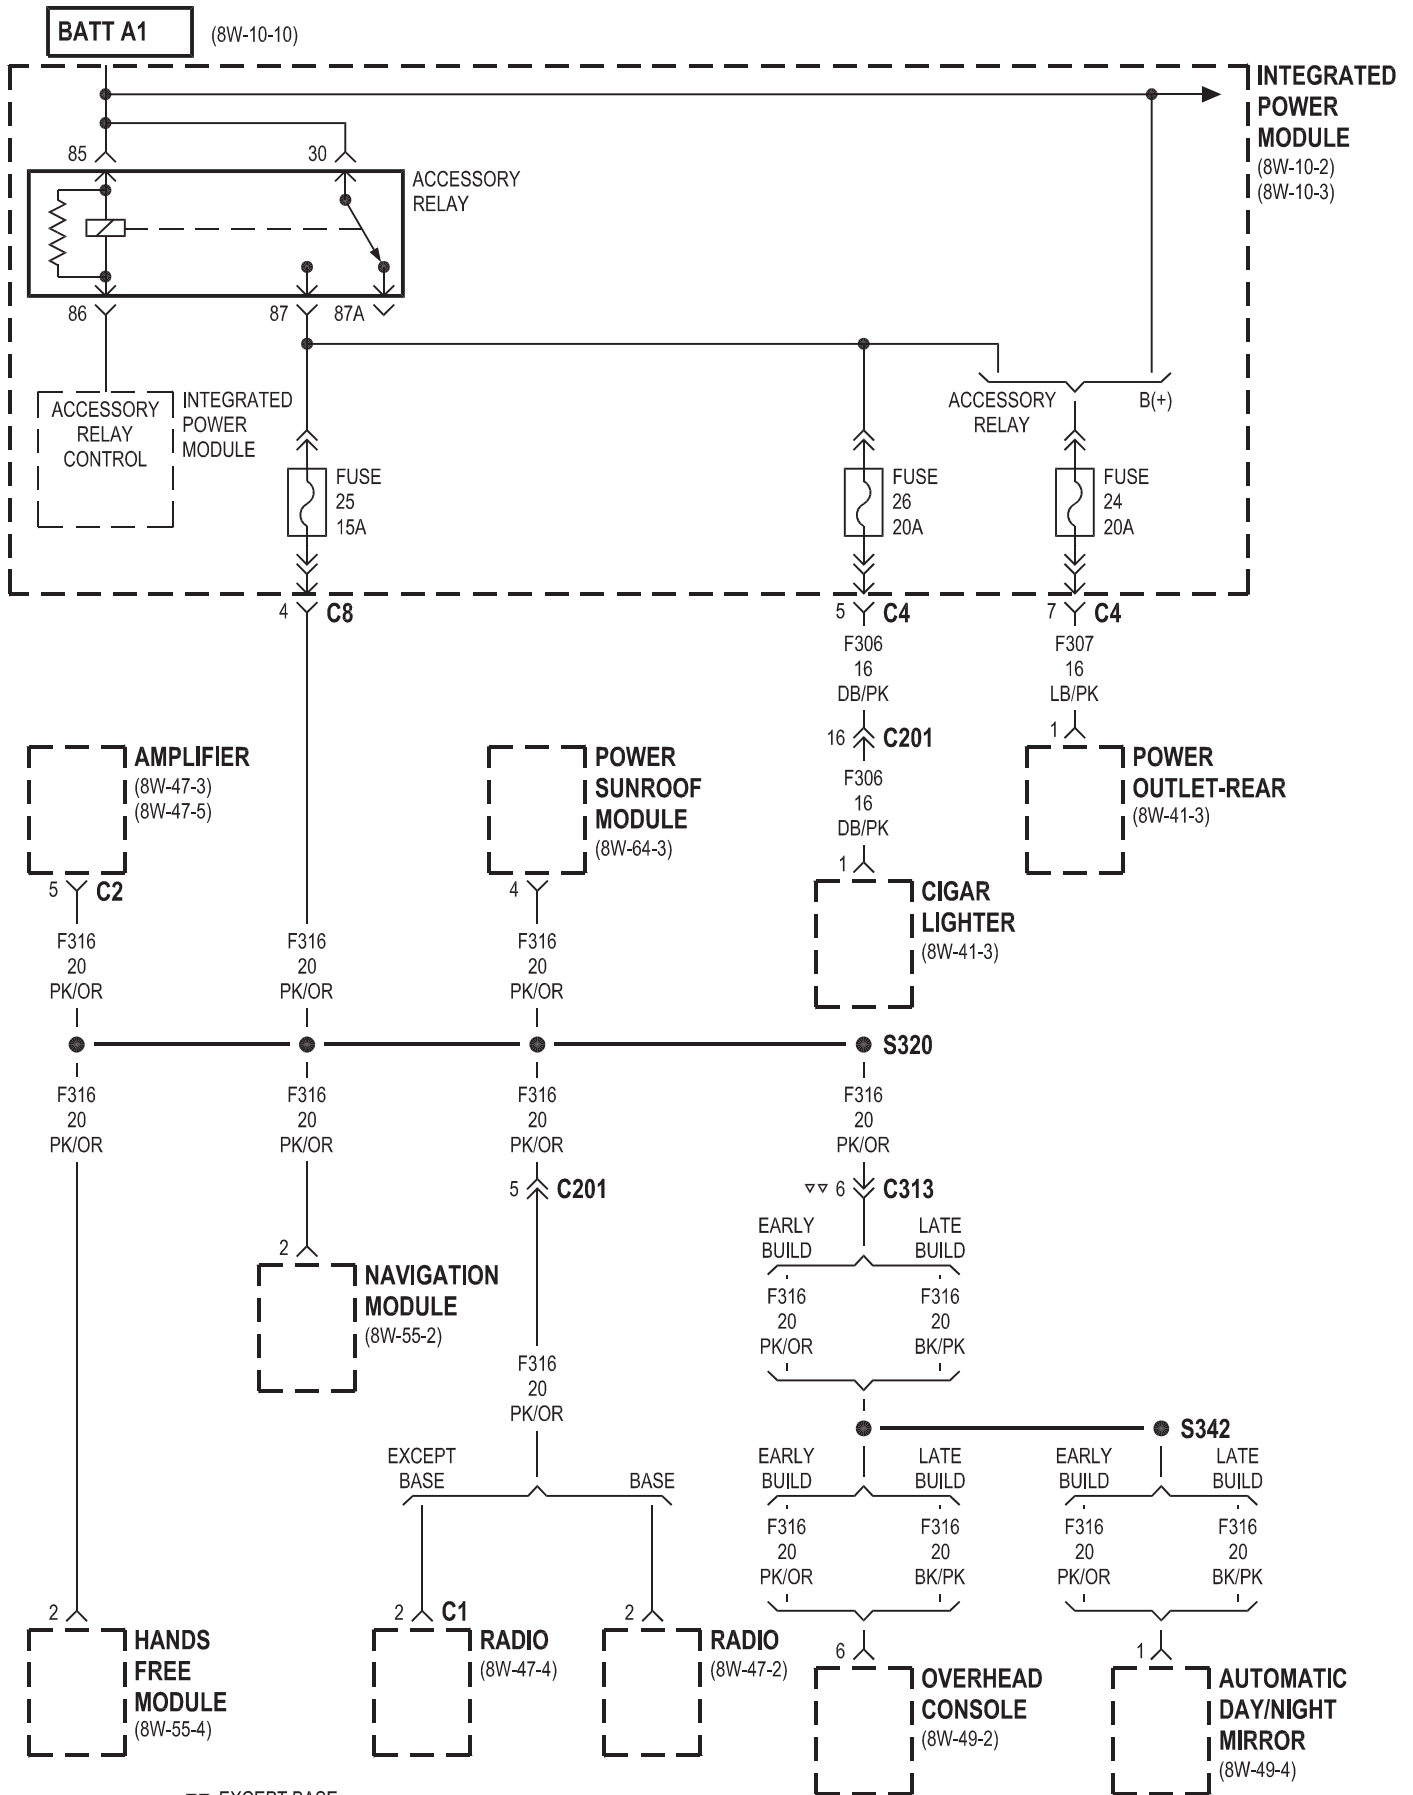 BATT A1
(8W-10-10)
INTEGRATED
POWER
MODULE
(8W-10-2)
(8W-10-3)
85
30
ACCESSORY
RELAY
86
87
87A
ACCESSORY
RELAY
CONTROL
INTEGRATED
POWER
MODULE
ACCESSORY
RELAY
B(+)
FUSE
25
15A
FUSE
26
20A
FUSE
24
20A
4
C8
5
C4
7
C4
F306
16
DB/PK
F307
16
LB/PK
16
C201
1
F306
16
DB/PK
1
AMPLIFIER
(8W-47-3)
(8W-47-5)
POWER
SUNROOF
MODULE
(8W-64-3)
POWER
OUTLET-REAR
(8W-41-3)
5
C2
4
CIGAR
LIGHTER
(8W-41-3)
F316
20
PK/OR
F316
20
PK/OR
F316
20
PK/OR
S320
F316
20
PK/OR
F316
20
PK/OR
F316
20
PK/OR
F316
20
PK/OR
5
C201
▽▽ 6
C313
2
NAVIGATION
MODULE
(8W-55-2)
EARLY
BUILD
LATE
BUILD
F316
20
PK/OR
F316
20
BK/PK
F316
20
PK/OR
S342
EXCEPT
BASE
BASE
EARLY
BUILD
LATE
BUILD
EARLY
BUILD
LATE
BUILD
F316
20
PK/OR
F316
20
BK/PK
F316
20
PK/OR
F316
20
BK/PK
2
2
C1
2
6
1
HANDS
FREE
MODULE
(8W-55-4)
RADIO
(8W-47-4)
RADIO
(8W-47-2)
OVERHEAD
CONSOLE
(8W-49-2)
AUTOMATIC
DAY/NIGHT
MIRROR
(8W-49-4)
▽▽ EXCEPT BASE